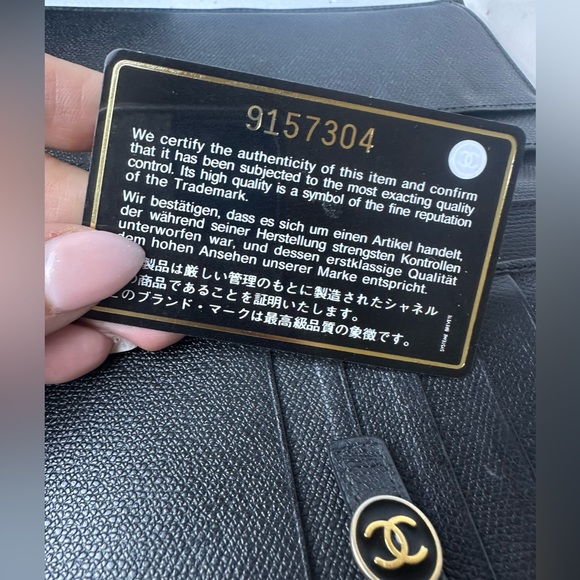 9157304
We certify the authenticity of this item and confirm
that it has been subjected to the most exacting quality
control. Its high quality is a symbol of the fine reputation
of the Trademark.
Wir bestätigen, dass es sich um einen Artikel handelt,
der während seiner Herstellung strengsten Kontrollen
unterworfen war, und dessen erstklassige Qualität
dem hohen Ansehen unserer Marke entspricht.
製品は厳しい管理のもとに製造されたシャネル
商品であることを証明いたします。
このブランド・マークは最高級品質の象徴です。